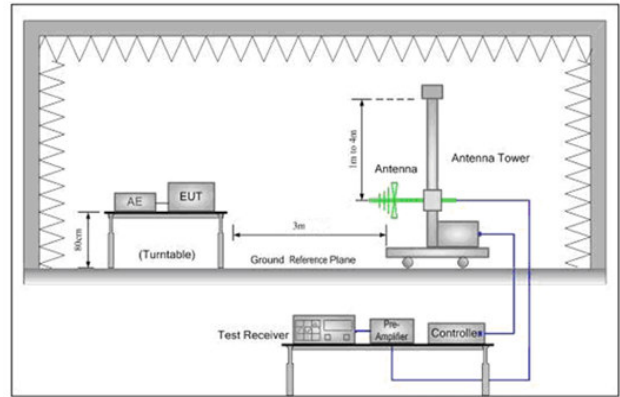 1m to 4m
Antenna
Antenna Tower
AE
EUT
80cm
(Turntable)
3m
Ground Reference Plane
Test Receiver
Pre-
Amplifier
Controller